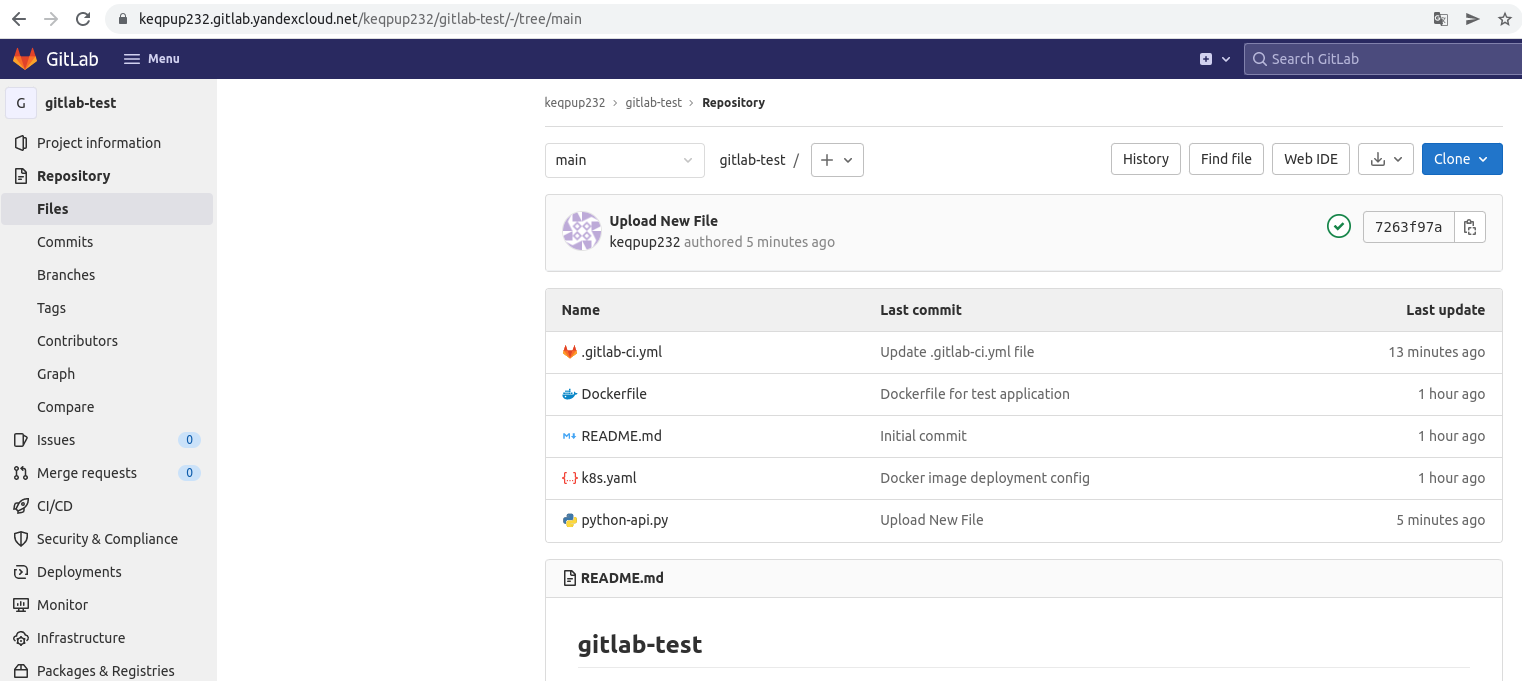 keqpup232.gitlab.yandexcloud.net/keqpup232/gitlab-test/-/tree/main
GitLab Menu Search GitLab
G gitlab-test
Project information
Repository
Files
Commits
Branches
Tags
Contributors
Graph
Compare
Issues 0
Merge requests 0
CI/CD
Security & Compliance
Deployments
Monitor
Infrastructure
Packages & Registries
keqpup232 › gitlab-test › Repository
main gitlab-test / + History Find file Web IDE Clone
Upload New File
keqpup232 authored 5 minutes ago 7263f97a
Name Last commit Last update
.gitlab-ci.yml Update .gitlab-ci.yml file 13 minutes ago
Dockerfile Dockerfile for test application 1 hour ago
README.md Initial commit 1 hour ago
k8s.yaml Docker image deployment config 1 hour ago
python-api.py Upload New File 5 minutes ago
README.md
gitlab-test